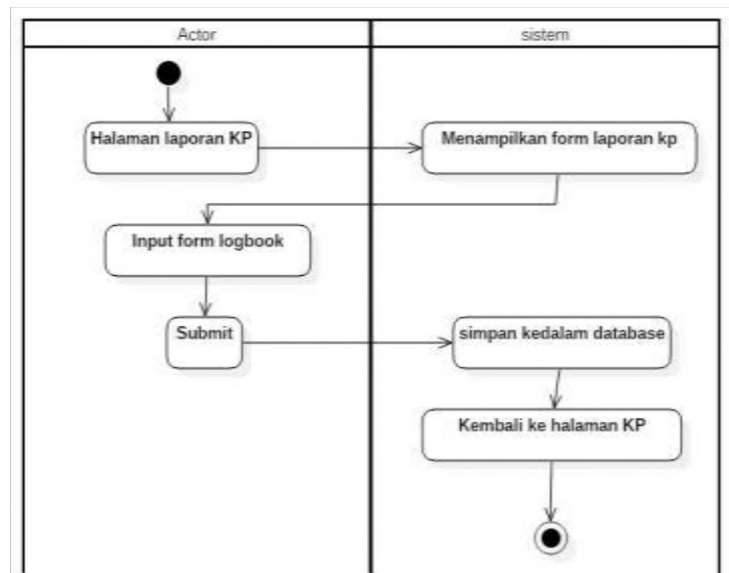 Actor
sistem
Halaman laporan KP
Menampilkan form laporan kp
Input form logbook
Submit
simpan kedalam database
Kembali ke halaman KP